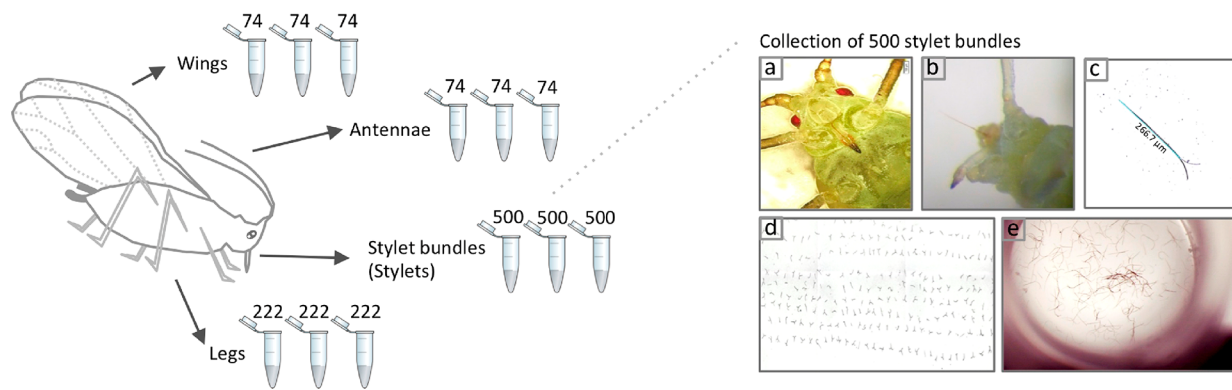 74 74 74
Wings
74 74 74
Antennae
500 500 500
Stylet bundles
(Stylets)
222 222 222
Legs
Collection of 500 stylet bundles
a
b
c
266.7 µm
d
e